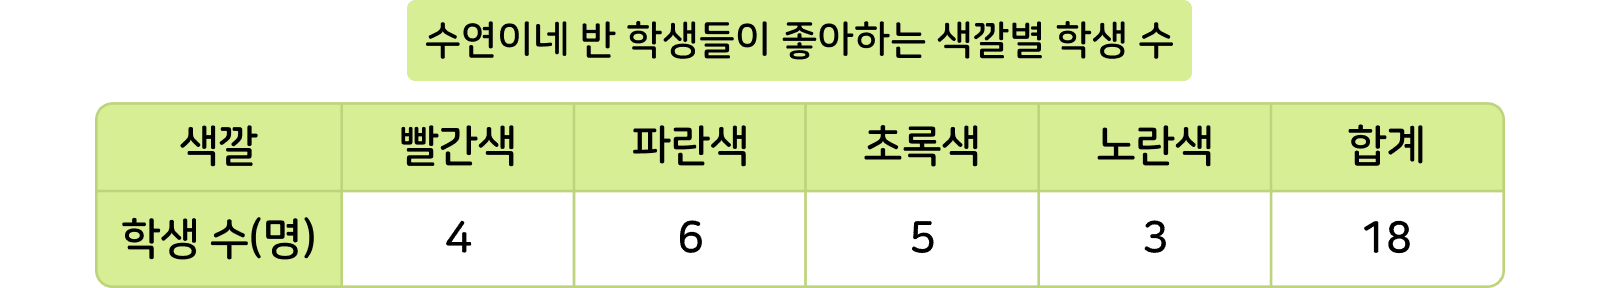 수연이네 반 학생들이 좋아하는 색깔별 학생 수
색깔 빨간색 파란색 초록색 노란색 합계
학생 수(명) 4 6 5 3 18